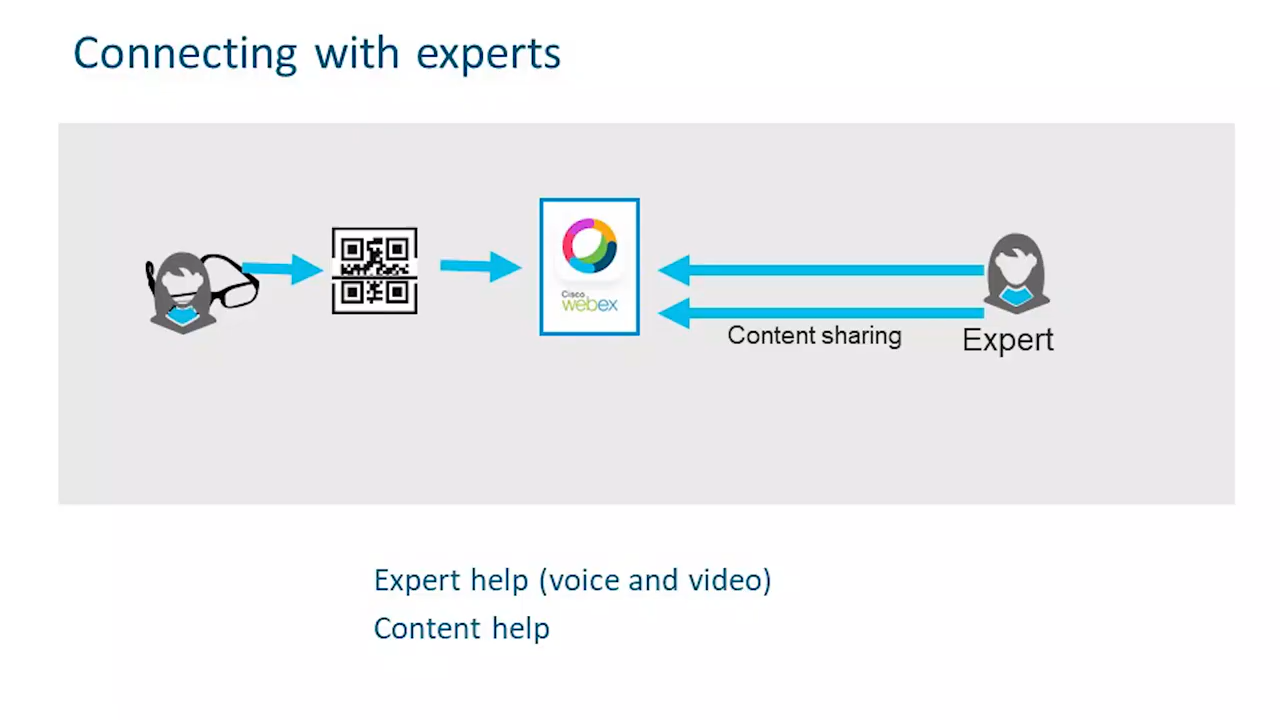 Connecting with experts
Cisco
webex
Content sharing
Expert
Expert help (voice and video)
Content help